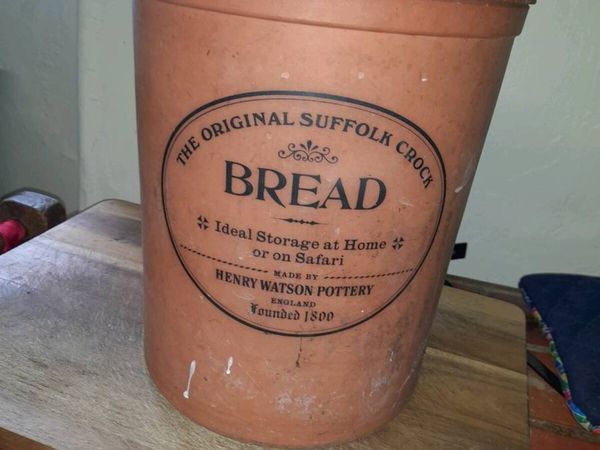 THE ORIGINAL SUFFOLK CROCK
BREAD
Ideal Storage at Home
or on Safari
MADE BY
HENRY WATSON POTTERY
ENGLAND
Founded 1800